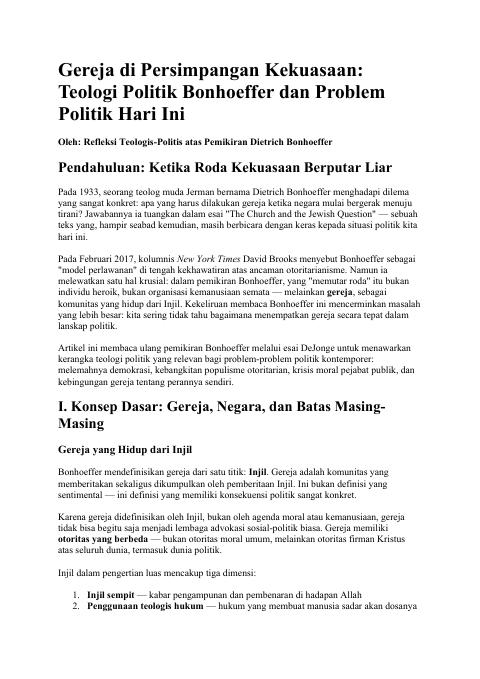 Gereja di Persimpangan Kekuasaan:
Teologi Politik Bonhoeffer dan Problem
Politik Hari Ini
Oleh: Refleksi Teologis-Politis atas Pemikiran Dietrich Bonhoeffer
Pendahuluan: Ketika Roda Kekuasaan Berputar Liar
Pada 1933, seorang teolog muda Jerman bernama Dietrich Bonhoeffer menghadapi dilema
yang sangat konkret: apa yang harus dilakukan gereja ketika negara mulai bergerak menuju
tirani? Jawabannya ia tuangkan dalam esai "The Church and the Jewish Question" — sebuah
teks yang, hampir seabad kemudian, masih berbicara dengan keras kepada situasi politik kita
hari ini.
Pada Februari 2017, kolumnis New York Times David Brooks menyebut Bonhoeffer sebagai
"model perlawanan" di tengah kekhawatiran atas ancaman otoritarianisme. Namun ia
melewatkan satu hal krusial: dalam pemikiran Bonhoeffer, yang "memutar roda" itu bukan
individu heroik, bukan organisasi kemanusiaan semata — melainkan gereja, sebagai
komunitas yang hidup dari Injil. Kekeliruan membaca Bonhoeffer ini mencerminkan masalah
yang lebih besar: kita sering tidak tahu bagaimana menempatkan gereja secara tepat dalam
lanskap politik.
Artikel ini membaca ulang pemikiran Bonhoeffer melalui esai DeJonge untuk menawarkan
kerangka teologi politik yang relevan bagi problem-problem politik kontemporer:
melemahnya demokrasi, kebangkitan populisme otoritarian, krisis moral pejabat publik, dan
kebingungan gereja tentang perannya sendiri.
I. Konsep Dasar: Gereja, Negara, dan Batas Masing-
Masing
Gereja yang Hidup dari Injil
Bonhoeffer mendefinisikan gereja dari satu titik: Injil. Gereja adalah komunitas yang
memberitakan sekaligus dikumpulkan oleh pemberitaan Injil. Ini bukan definisi yang
sentimental — ini definisi yang memiliki konsekuensi politik sangat konkret.
Karena gereja didefinisikan oleh Injil, bukan oleh agenda moral atau kemanusiaan, gereja
tidak bisa begitu saja menjadi lembaga advokasi sosial-politik biasa. Gereja memiliki
otoritas yang berbeda — bukan otoritas moral umum, melainkan otoritas firman Kristus
atas seluruh dunia, termasuk dunia politik.
Injil dalam pengertian luas mencakup tiga dimensi:
1. Injil sempit — kabar pengampunan dan pembenaran di hadapan Allah
2. Penggunaan teologis hukum — hukum yang membuat manusia sadar akan dosanya